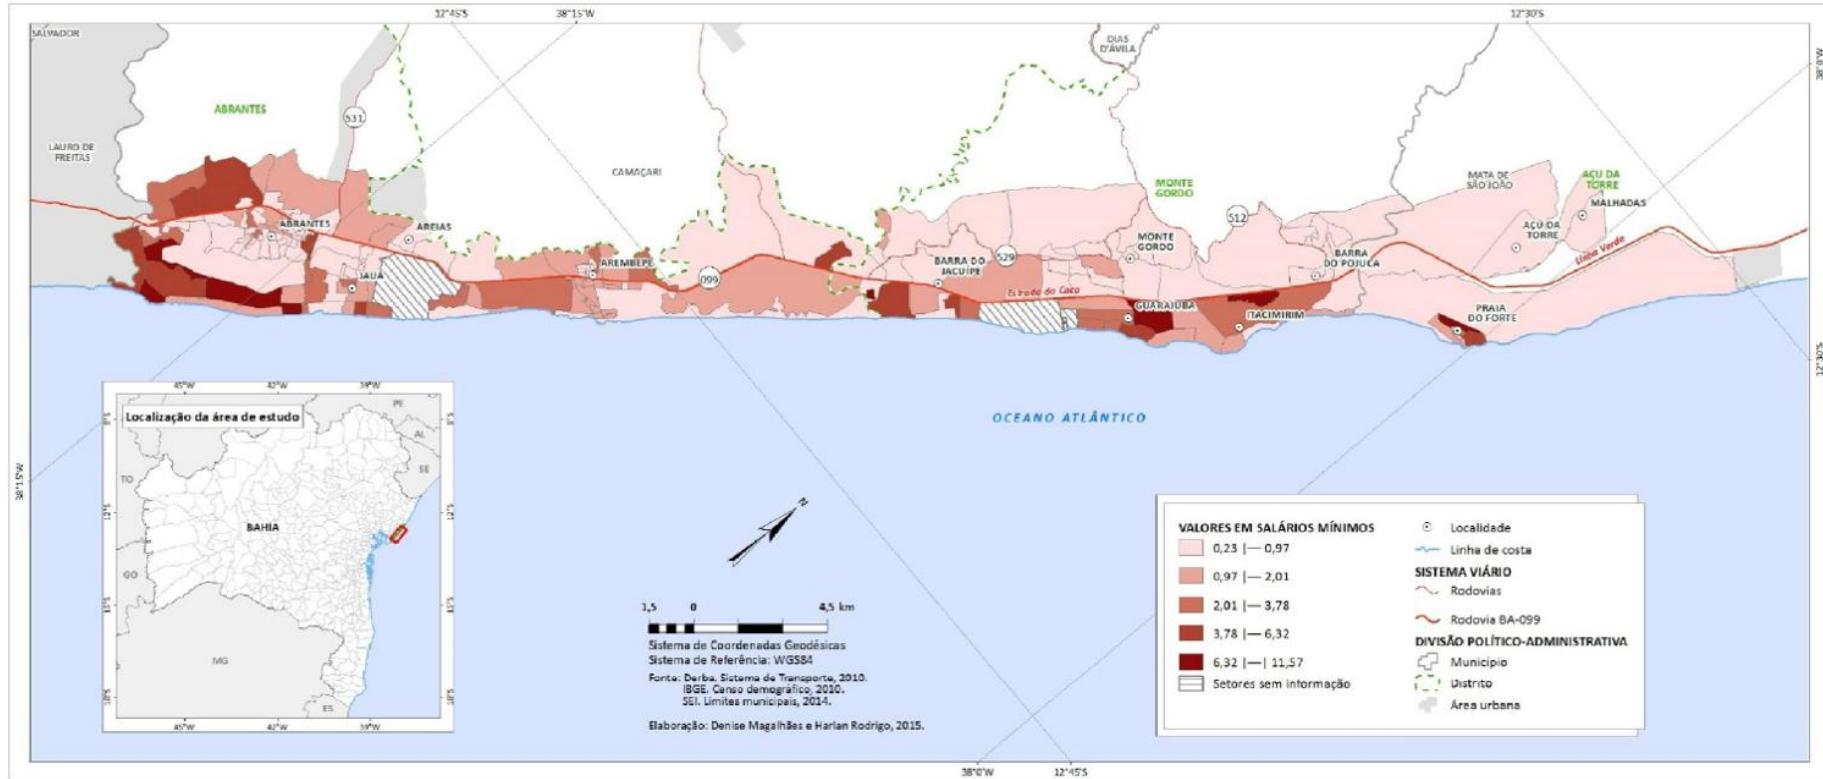 12°45'S
38°15'W
12°30'S
SALVADOR
DIAS
D'ÁVILA
38°0'W
ABRANTES
531
LAURO DE
FREITAS
CAMAÇARI
MONTE
GORDO
MATA DE
SÃO JOÃO
AÇU DA
TORRE
MALHADAS
512
ABRANTES
AREIAS
MONTE
GORDO
AÇU DA
TORRE
529
BARRA DO
JACUÍPE
BARRA
DO POJUCA
Linha Verde
JAUÁ
AREMBEPE
099
Estrada do Coco
GUARAJUBA
ITACIMIRIM
PRAIA
DO FORTE
12°30'S
38°15'W
OCEANO ATLÂNTICO
45°W
42°W
39°W
Localização da área de estudo
PE
AL
SE
TO
BAHIA
GO
MG
ES
12°S
12°S
45°W
42°W
39°W
N
1,5
0
4,5 km
Sistema de Coordenadas Geodésicas
Sistema de Referência: WGS84
Fonte: Derba. Sistema de Transporte, 2010.
IBGE. Censo demográfico, 2010.
SEI. Limites municipais, 2014.
Elaboração: Denise Magalhães e Harlan Rodrigo, 2015.
VALORES EM SALÁRIOS MÍNIMOS
0,23 |— 0,97
0,97 |— 2,01
2,01 |— 3,78
3,78 |— 6,32
6,32 |—| 11,57
Setores sem informação
Localidade
Linha de costa
SISTEMA VIÁRIO
Rodovias
Rodovia BA-099
DIVISÃO POLÍTICO-ADMINISTRATIVA
Município
Distrito
Área urbana
38°0'W
12°45'S